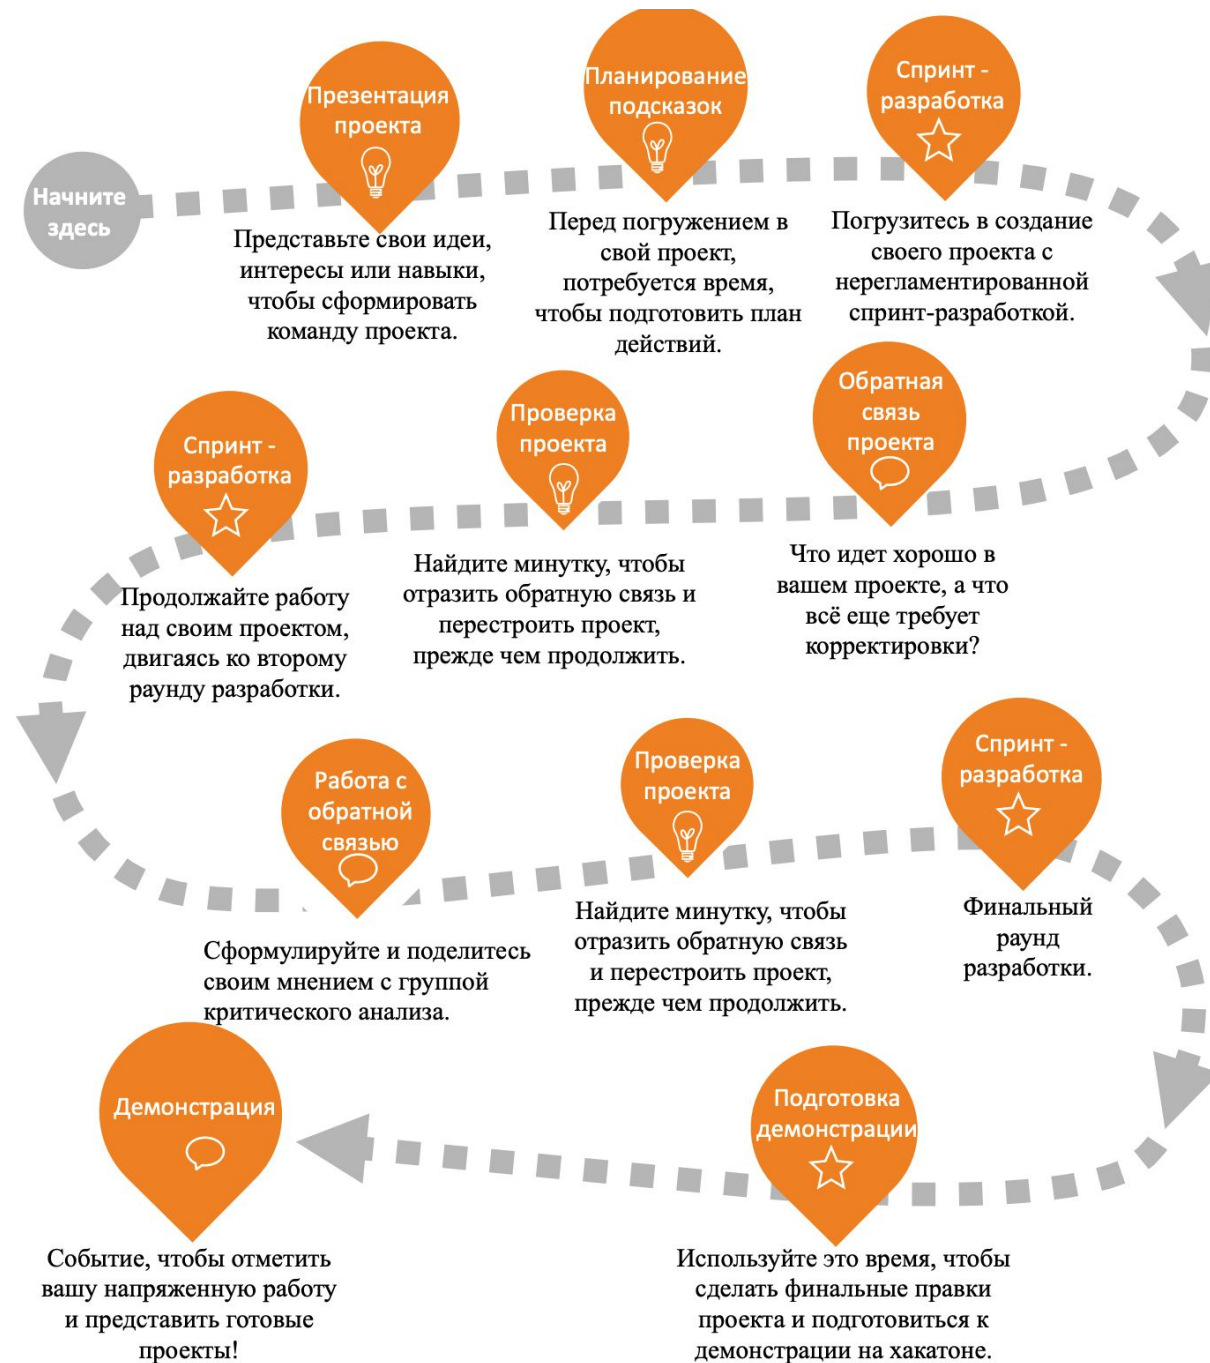 Начните
здесь
Презентация
проекта
Представьте свои идеи,
интересы или навыки,
чтобы сформировать
команду проекта.
Планирование
подсказок
Перед погружением в
свой проект,
потребуется время,
чтобы подготовить план
действий.
Спринт -
разработка
Погрузитесь в создание
своего проекта с
нерегламентированной
спринт-разработкой.
Обратная
связь
проекта
Что идет хорошо в
вашем проекте, а что
всё еще требует
корректировки?
Проверка
проекта
Найдите минутку, чтобы
отразить обратную связь и
перестроить проект,
прежде чем продолжить.
Спринт -
разработка
Продолжайте работу
над своим проектом,
двигаясь ко второму
раунду разработки.
Работа с
обратной
связью
Сформулируйте и поделитесь
своим мнением с группой
критического анализа.
Проверка
проекта
Найдите минутку, чтобы
отразить обратную связь
и перестроить проект,
прежде чем продолжить.
Спринт -
разработка
Финальный
раунд
разработки.
Подготовка
демонстрации
Используйте это время, чтобы
сделать финальные правки
проекта и подготовиться к
демонстрации на хакатоне.
Демонстрация
Событие, чтобы отметить
вашу напряженную работу
и представить готовые
проекты!